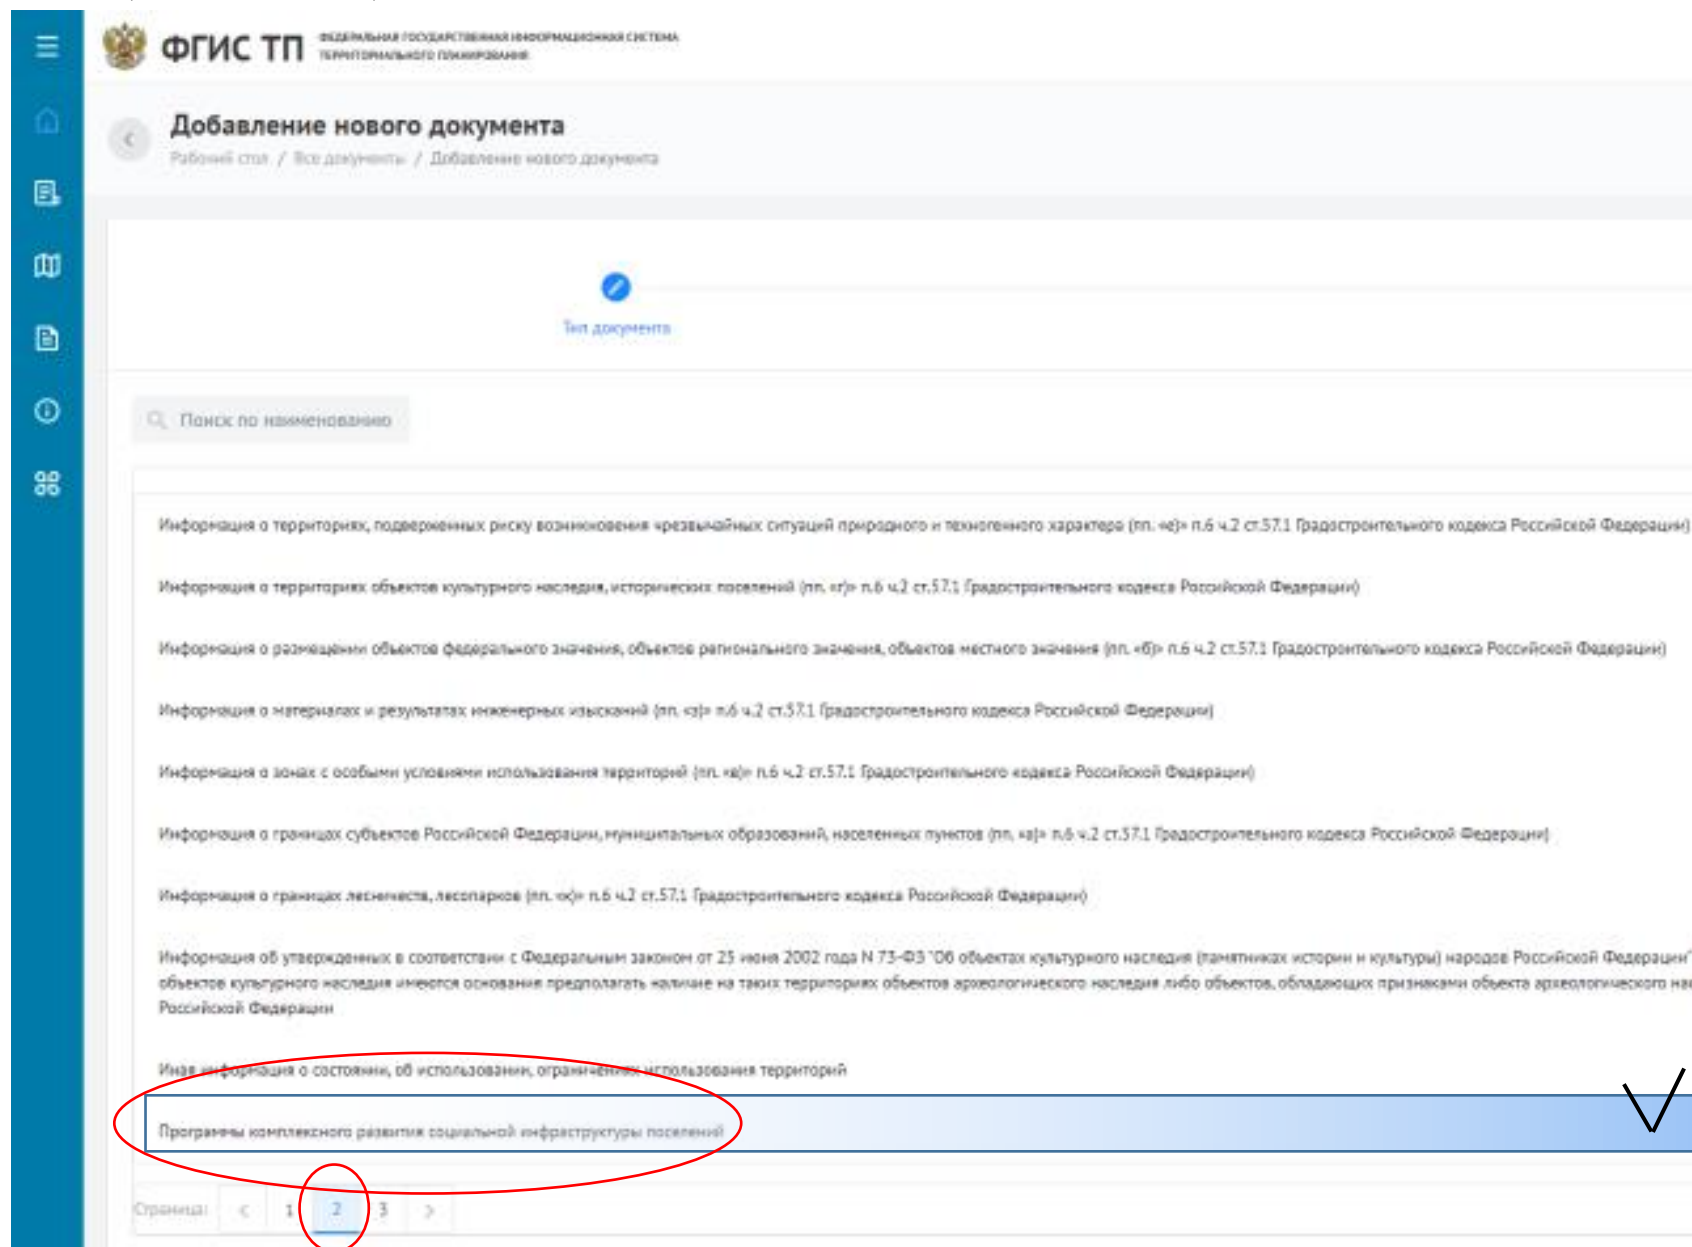 ФГИС ТП
ФЕДЕРАЛЬНАЯ ГОСУДАРСТВЕННАЯ ИНФОРМАЦИОННАЯ СИСТЕМА
ТЕРРИТОРИАЛЬНОГО ПЛАНИРОВАНИЯ
Добавление нового документа
Рабочий стол / Все документы / Добавление нового документа
Тип документа
Поиск по наименованию
Информация о территориях, подверженных риску возникновения чрезвычайных ситуаций природного и техногенного характера (пп. «е)» п.6 ч.2 ст.57.1 Градостроительного кодекса Российской Федерации)
Информация о территориях объектов культурного наследия, исторических поселений (пп. «г)» п.6 ч.2 ст.57.1 Градостроительного кодекса Российской Федерации)
Информация о размещении объектов федерального значения, объектов регионального значения, объектов местного значения (пп. «б)» п.6 ч.2 ст.57.1 Градостроительного кодекса Российской Федерации)
Информация о материалах и результатах инженерных изысканий (пп. «з)» п.6 ч.2 ст.57.1 Градостроительного кодекса Российской Федерации)
Информация о зонах с особыми условиями использования территорий (пп. «в)» п.6 ч.2 ст.57.1 Градостроительного кодекса Российской Федерации)
Информация о границах субъектов Российской Федерации, муниципальных образований, населенных пунктов (пп. «а)» п.6 ч.2 ст.57.1 Градостроительного кодекса Российской Федерации)
Информация о границах лесничеств, лесопарков (пп. «ж)» п.6 ч.2 ст.57.1 Градостроительного кодекса Российской Федерации)
Информация об утвержденных в соответствии с Федеральным законом от 25 июня 2002 года N 73-ФЗ "Об объектах культурного наследия (памятниках истории и культуры) народов Российской Федерации"
объектов культурного наследия имеются основания предполагать наличие на таких территориях объектов археологического наследия либо объектов, обладающих признаками объекта археологического
Российской Федерации
Иная информация о состоянии, об использовании, ограничениях использования территорий
Программы комплексного развития социальной инфраструктуры поселений
Страница: < 1 2 3 >